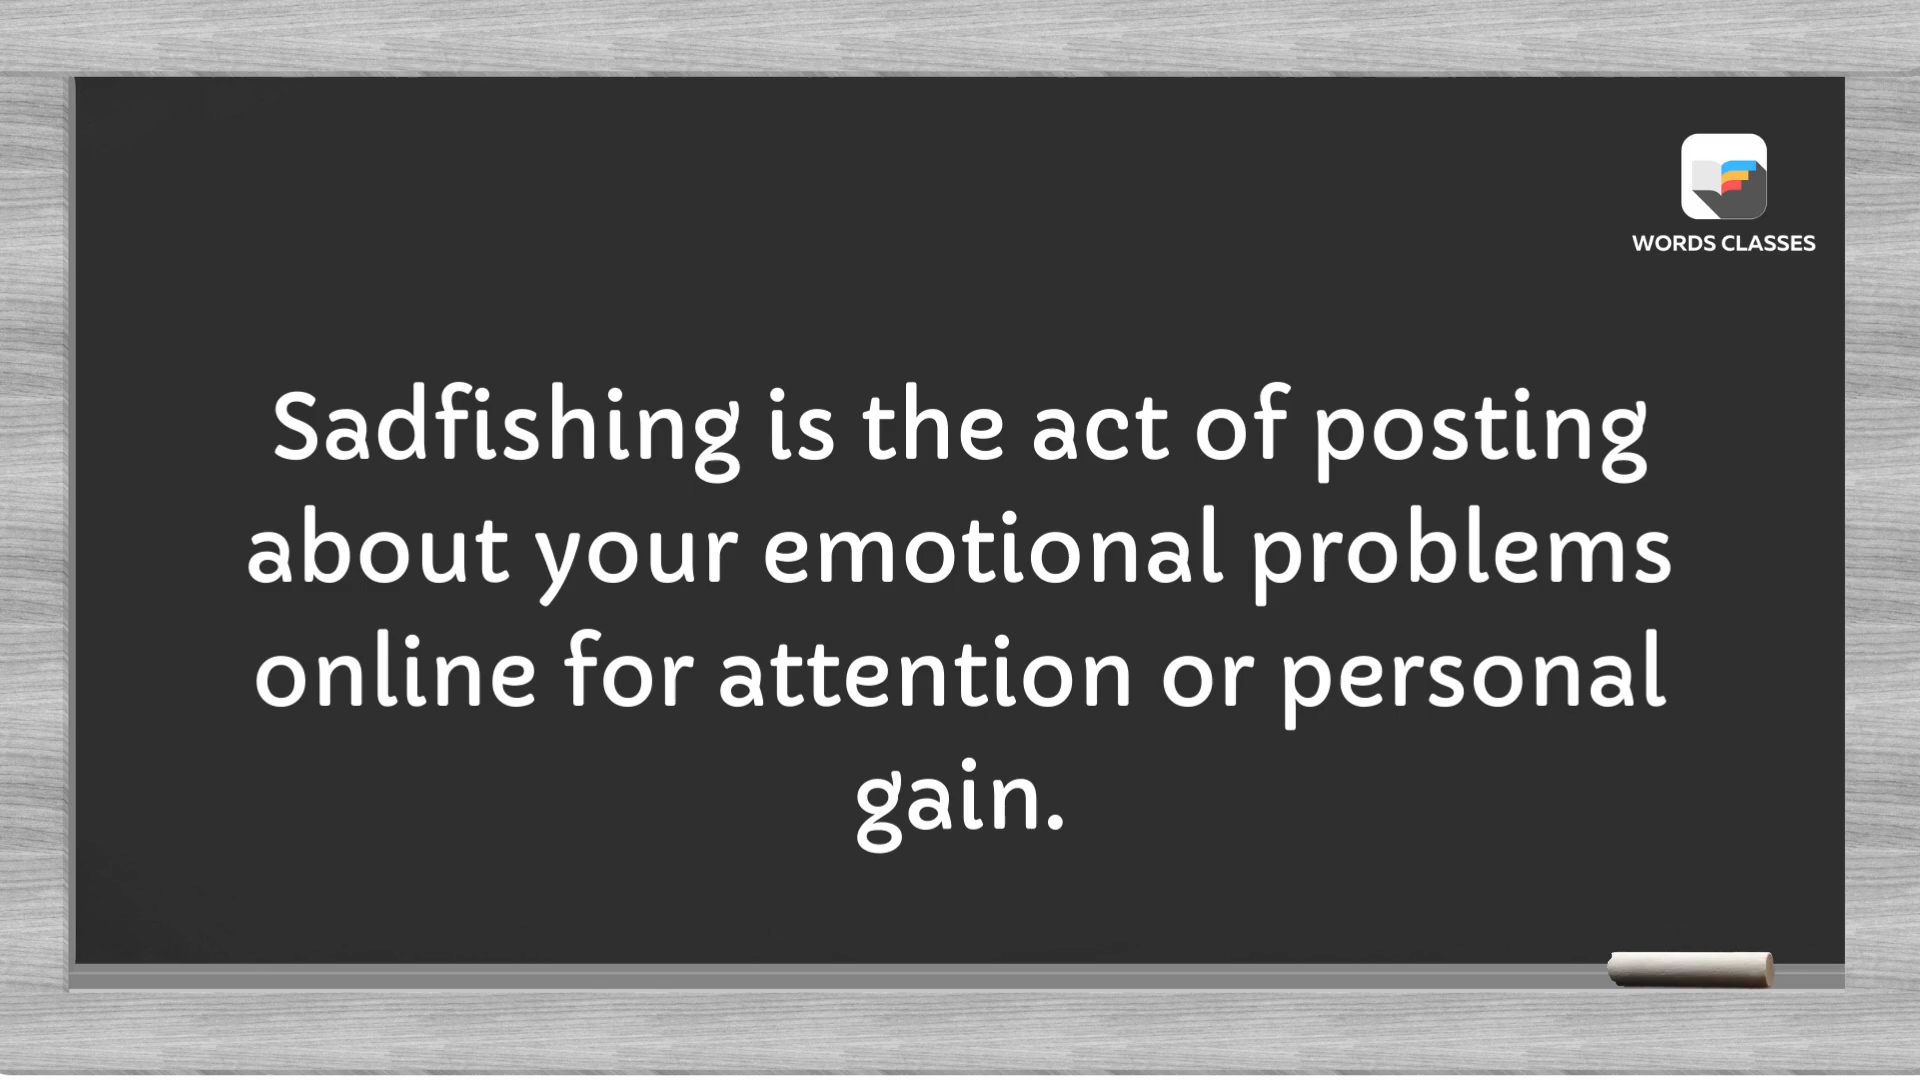 WORDS CLASSES
Sadfishing is the act of posting
about your emotional problems
online for attention or personal
gain.